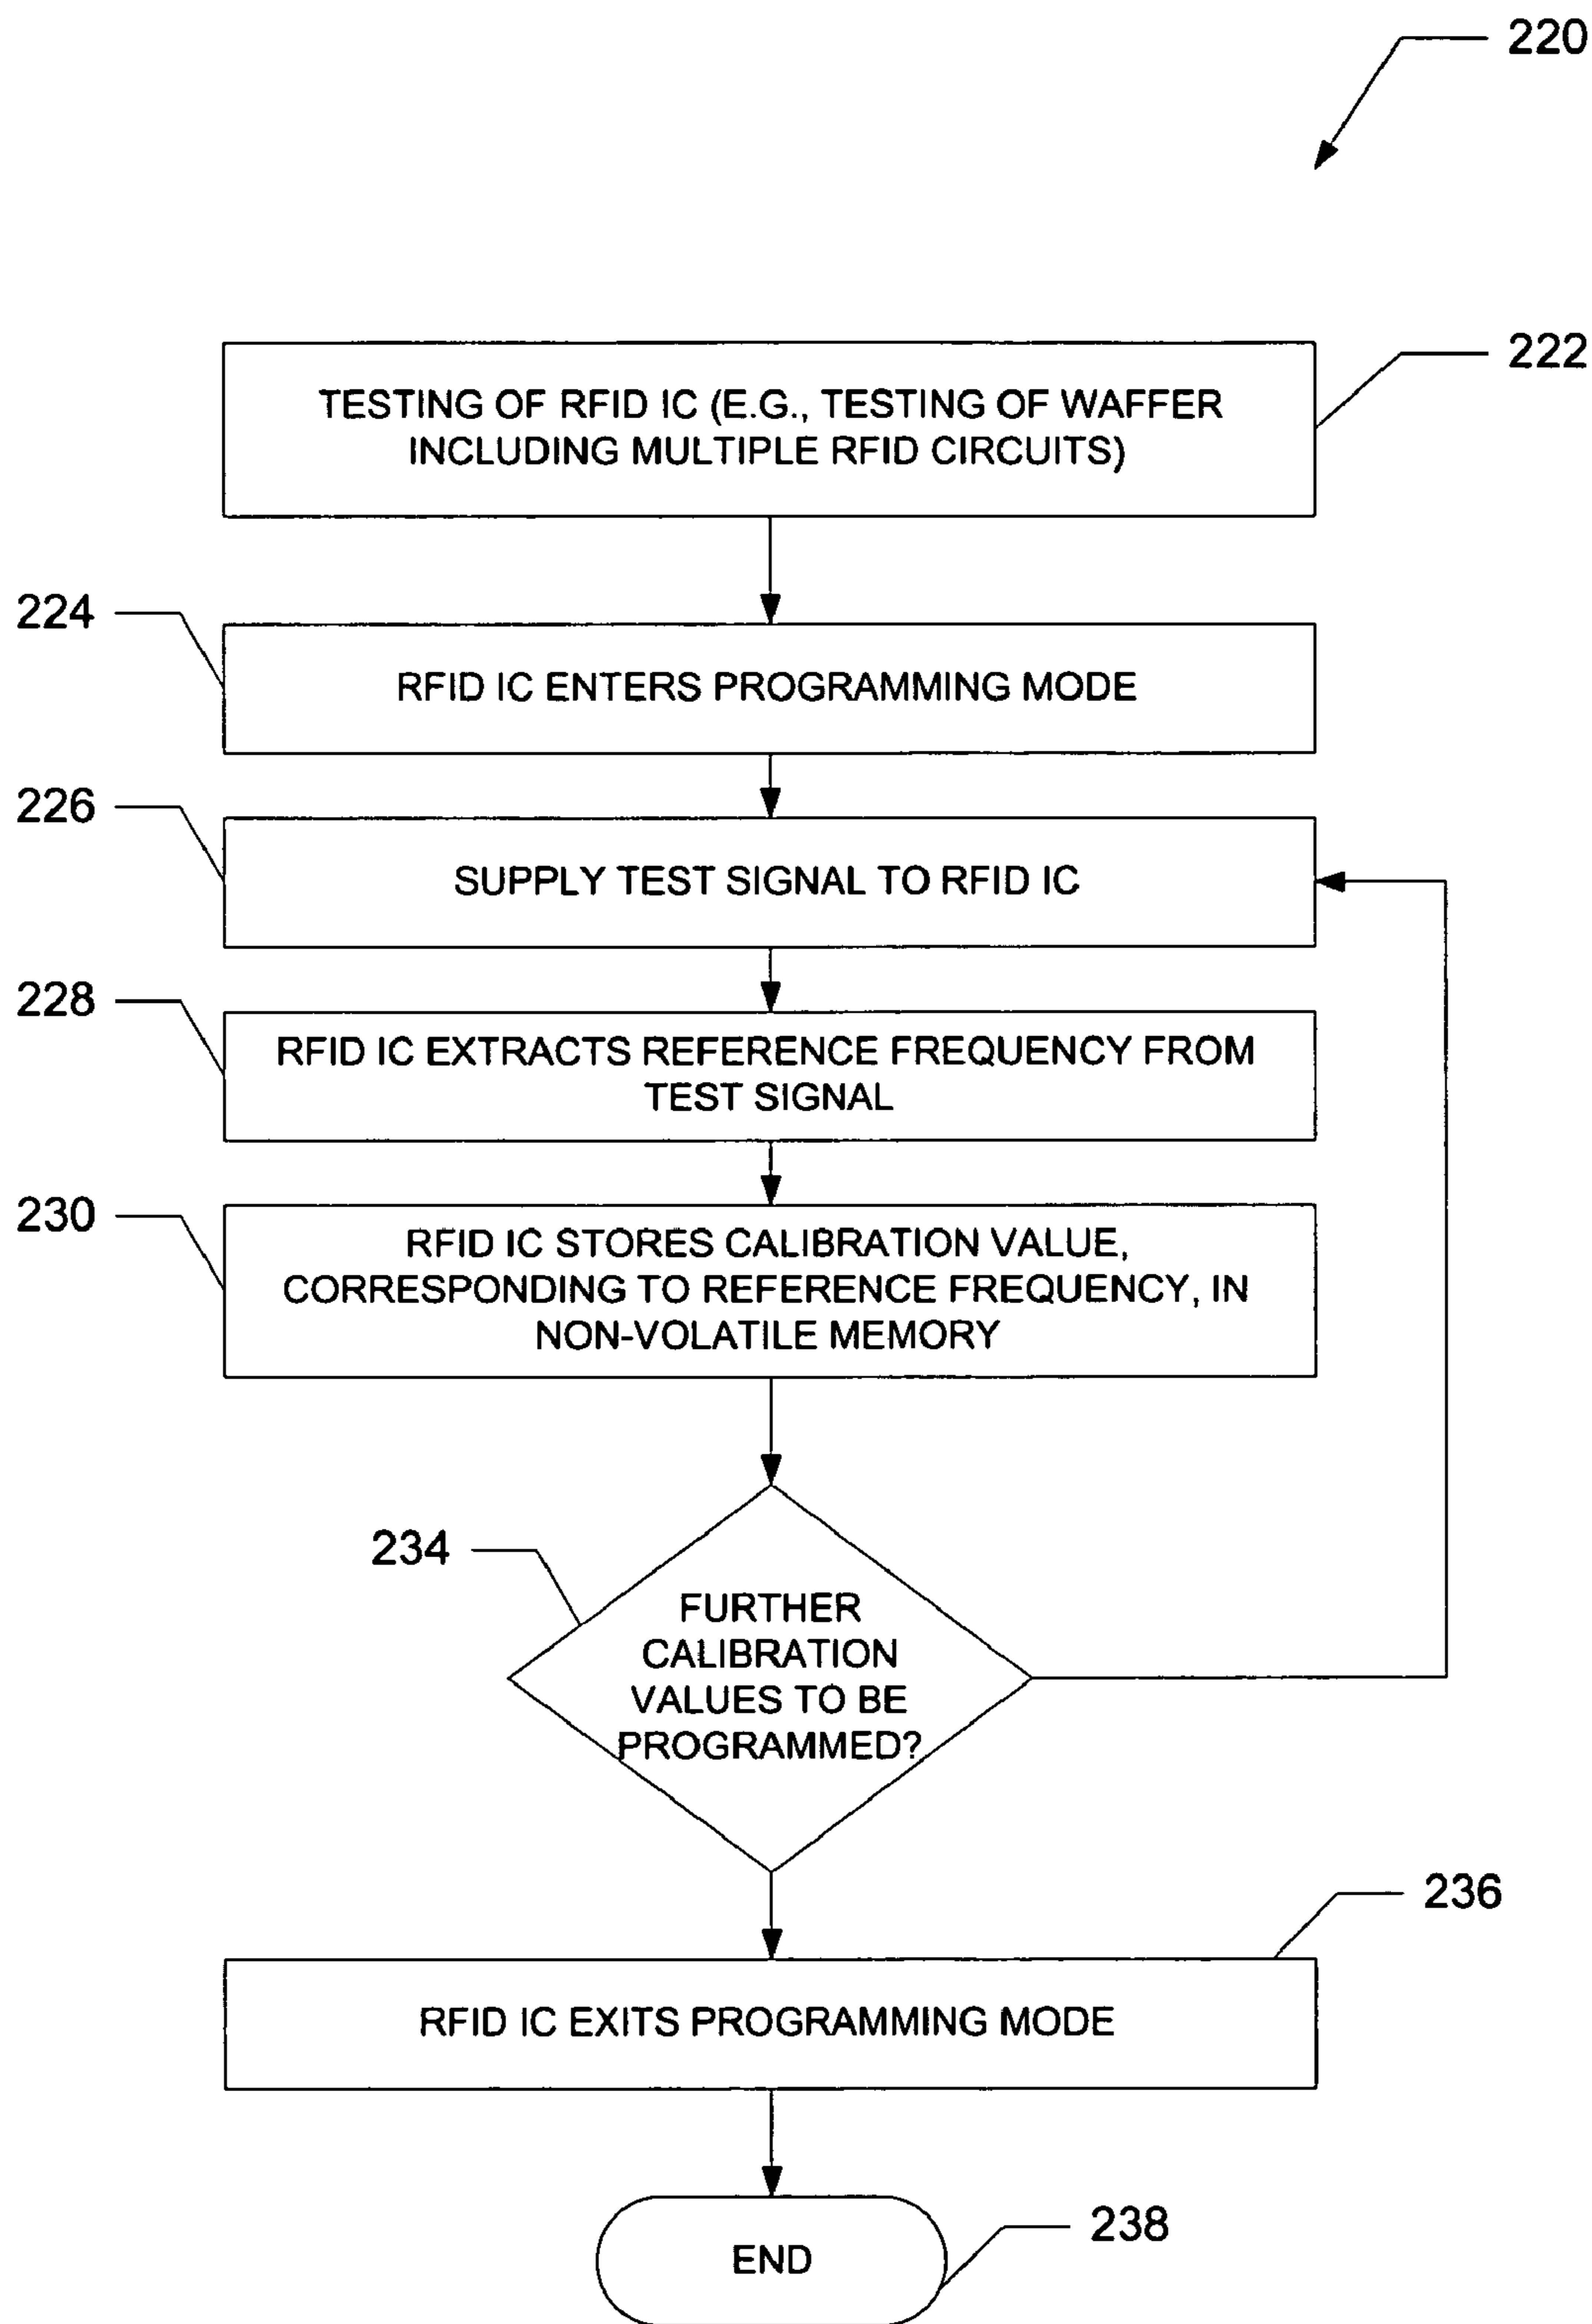 220
TESTING OF RFID IC (E.G., TESTING OF WAFFER
INCLUDING MULTIPLE RFID CIRCUITS)
222
224
RFID IC ENTERS PROGRAMMING MODE
226
SUPPLY TEST SIGNAL TO RFID IC
228
RFID IC EXTRACTS REFERENCE FREQUENCY FROM
TEST SIGNAL
230
RFID IC STORES CALIBRATION VALUE,
CORRESPONDING TO REFERENCE FREQUENCY, IN
NON-VOLATILE MEMORY
234
FURTHER
CALIBRATION
VALUES TO BE
PROGRAMMED?
236
RFID IC EXITS PROGRAMMING MODE
238
END